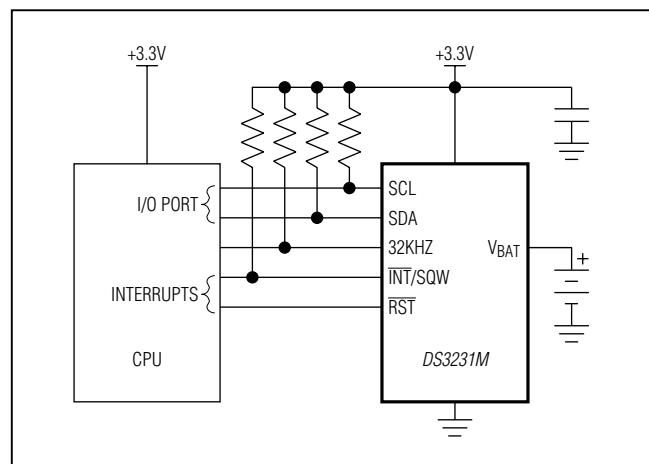 +3.3V
+3.3V
I/O PORT
SCL
SDA
32KHZ
VBAT
+
INTERRUPTS
INT/SQW
RST
CPU
DS3231M